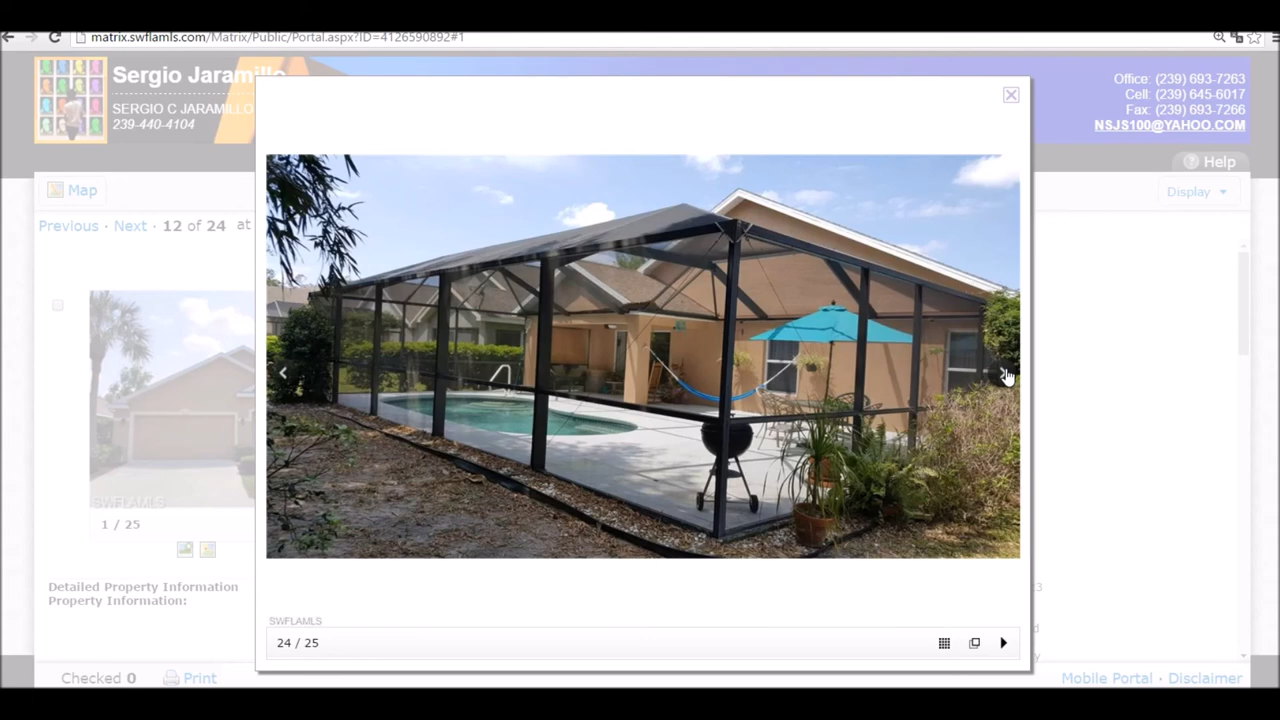 matrix.swflamls.com/Matrix/Public/Portal.aspx?ID=4126590892#1
Sergio Jaramillo
SERGIO C JARAMILLO
239-440-4104
Office: (239) 693-7263
Cell: (239) 645-6017
Fax: (239) 693-7266
NSJS100@YAHOO.COM
Help
Map
Display
Previous · Next · 12 of 24 at
SWFLAMLS
1 / 25
Detailed Property Information
Property Information:
SWFLAMLS
24 / 25
Checked 0
Print
Mobile Portal · Disclaimer